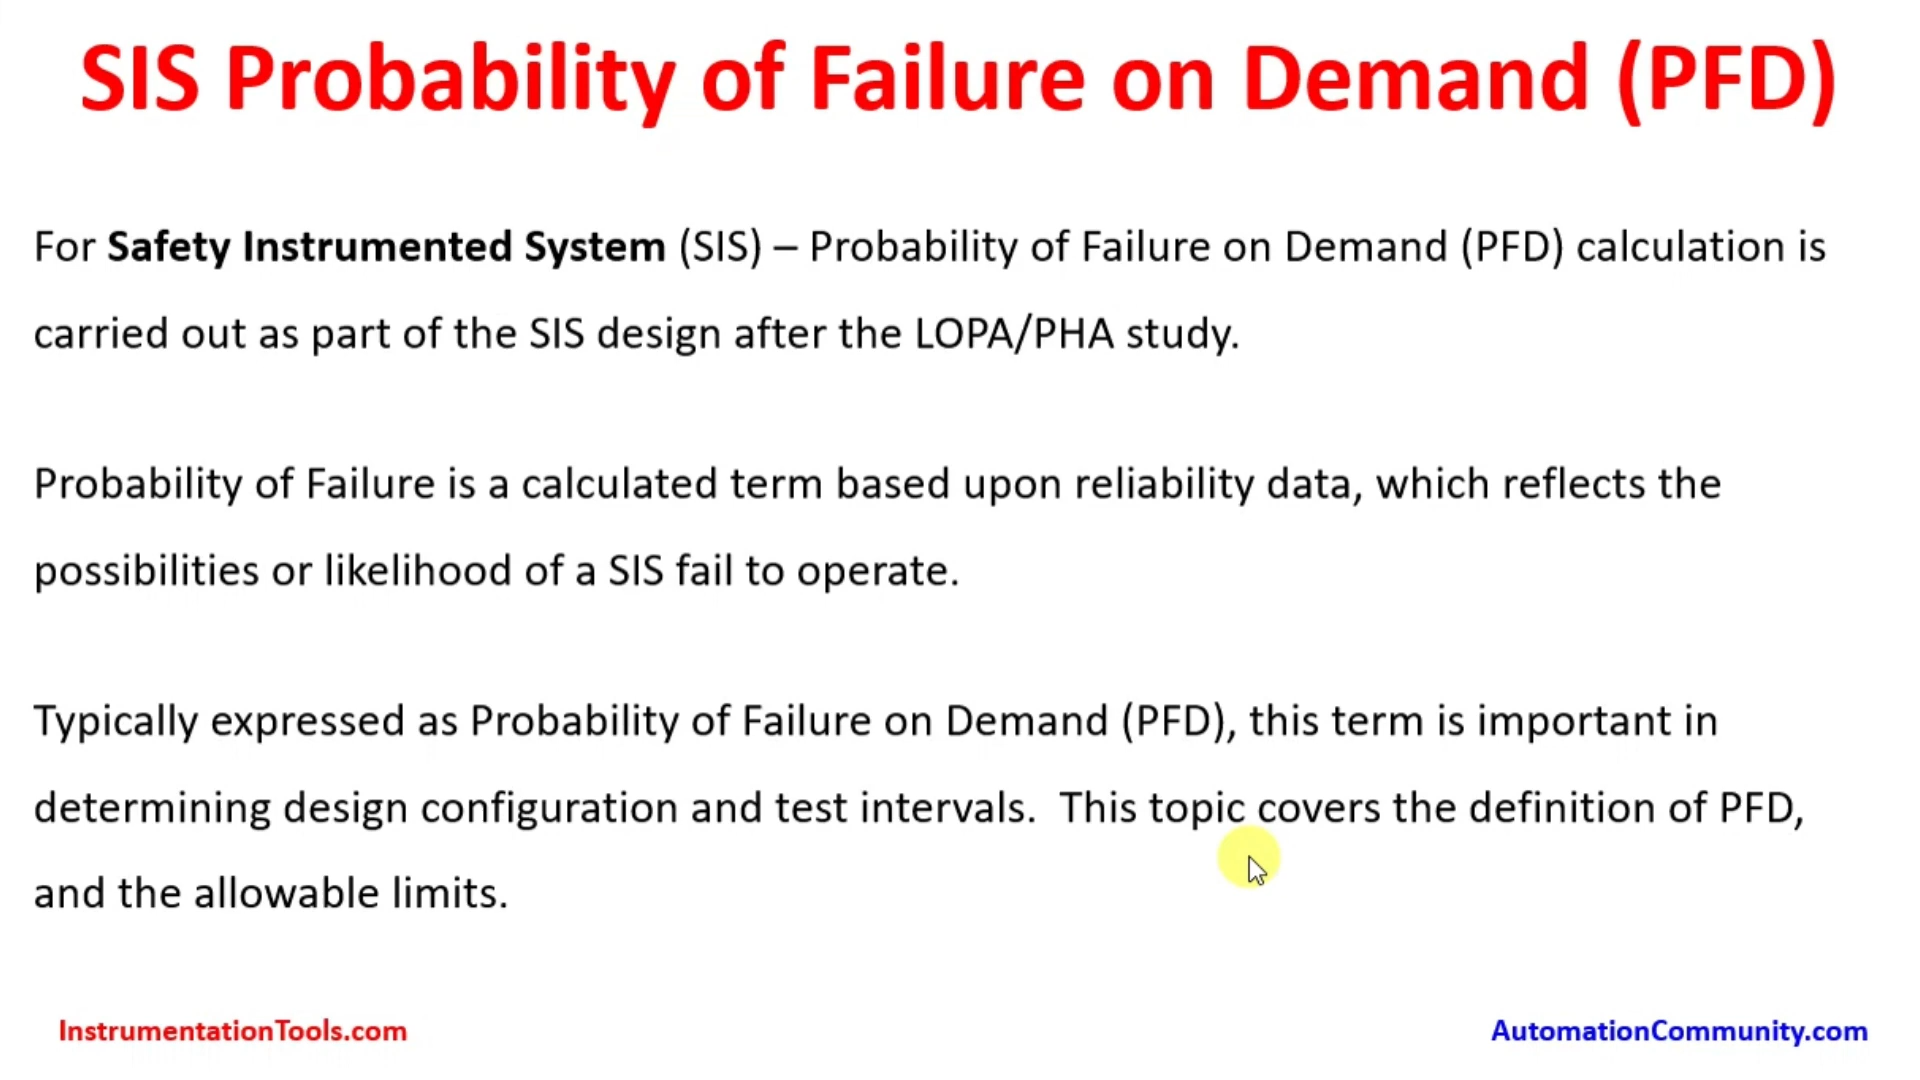 SIS Probability of Failure on Demand (PFD)
For Safety Instrumented System (SIS) – Probability of Failure on Demand (PFD) calculation is
carried out as part of the SIS design after the LOPA/PHA study.
Probability of Failure is a calculated term based upon reliability data, which reflects the
possibilities or likelihood of a SIS fail to operate.
Typically expressed as Probability of Failure on Demand (PFD), this term is important in
determining design configuration and test intervals.  This topic covers the definition of PFD,
and the allowable limits.
InstrumentationTools.com
AutomationCommunity.com